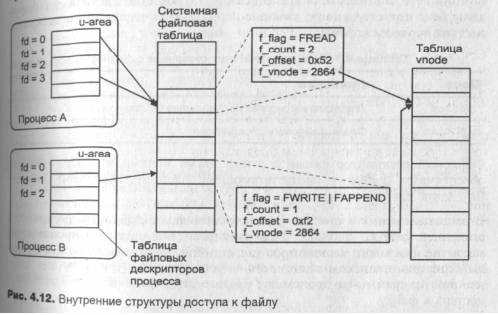 u-area
fd = 0
fd = 1
fd = 2
fd = 3
Процесс A
u-area
fd = 0
fd = 1
fd = 2
Процесс B
Таблица
файловых
дескрипторов
процесса
Системная
файловая
таблица
f_flag = FREAD
f_count = 2
f_offset = 0x52
f_vnode = 2864
f_flag = FWRITE | FAPPEND
f_count = 1
f_offset = 0xf2
f_vnode = 2864
Таблица
vnode
Рис. 4.12. Внутренние структуры доступа к файлу